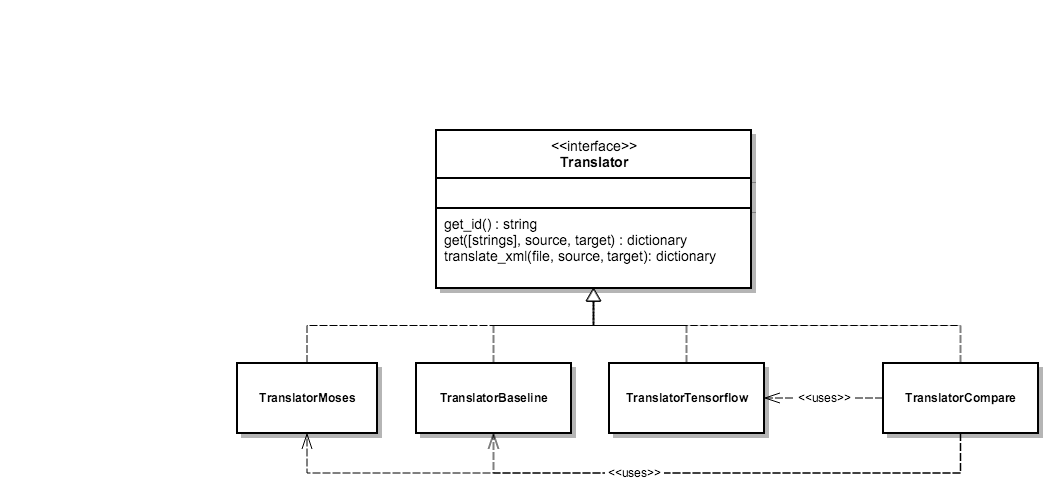 <<interface>>
Translator
get_id() : string
get([strings], source, target) : dictionary
translate_xml(file, source, target): dictionary
TranslatorMoses
TranslatorBaseline
TranslatorTensorflow
<<uses>>
TranslatorCompare
<<uses>>